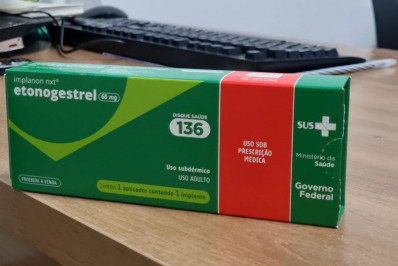 implanon nxt®
etonogestrel 68 mg
DISQUE SAÚDE
136
Uso subdérmico
USO ADULTO
PROIBIDA A VENDA
Contém 1 aplicador contendo 1 implante
USO SOB
PRESCRIÇÃO
MÉDICA
SUS
Ministério da
Saúde
Governo
Federal